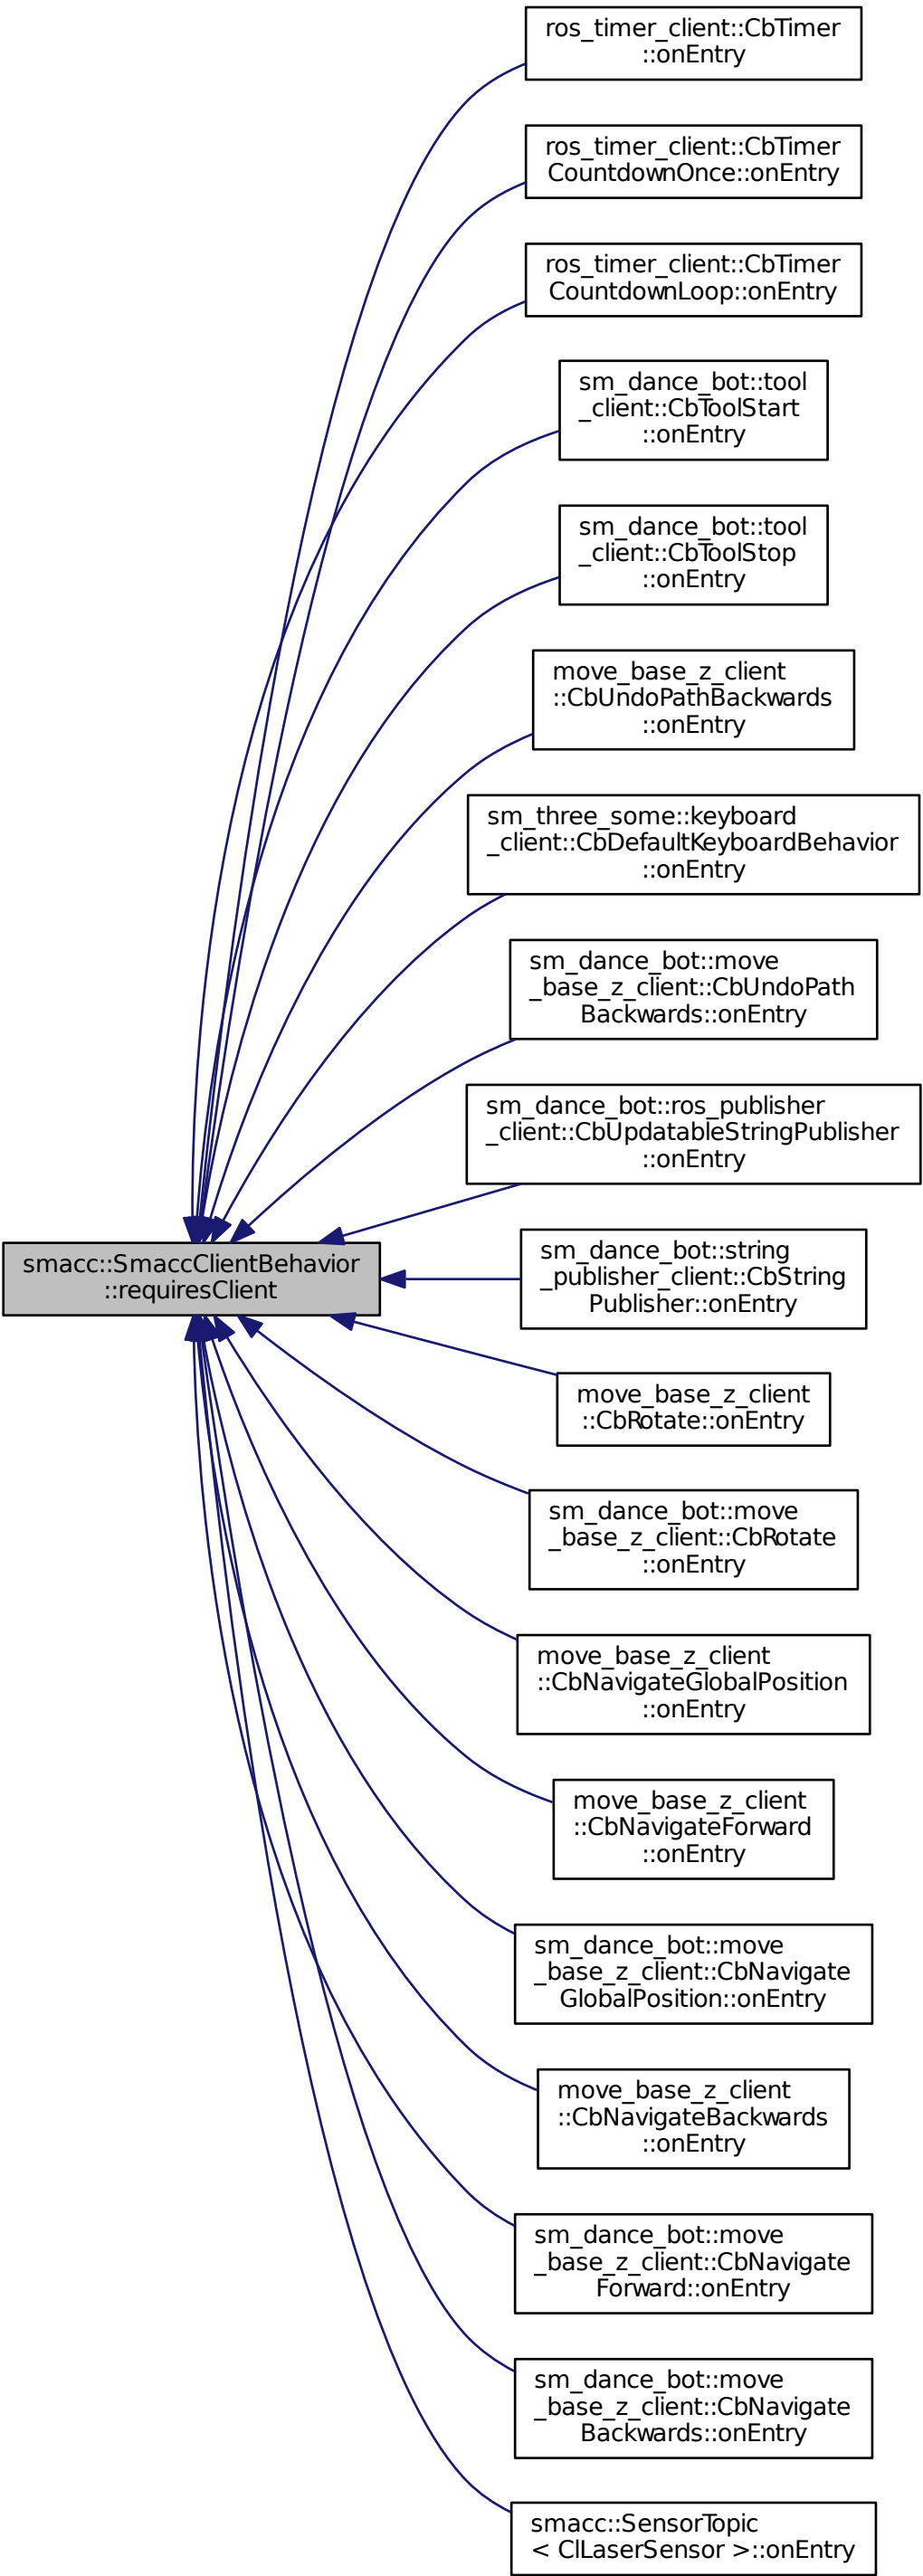 ros_timer_client::CbTimer
::onEntry
ros_timer_client::CbTimer
CountdownOnce::onEntry
ros_timer_client::CbTimer
CountdownLoop::onEntry
sm_dance_bot::tool
_client::CbToolStart
::onEntry
sm_dance_bot::tool
_client::CbToolStop
::onEntry
move_base_z_client
::CbUndoPathBackwards
::onEntry
sm_three_some::keyboard
_client::CbDefaultKeyboardBehavior
::onEntry
sm_dance_bot::move
_base_z_client::CbUndoPath
Backwards::onEntry
sm_dance_bot::ros_publisher
_client::CbUpdatableStringPublisher
::onEntry
smacc::SmaccClientBehavior
::requiresClient
sm_dance_bot::string
_publisher_client::CbString
Publisher::onEntry
move_base_z_client
::CbRotate::onEntry
sm_dance_bot::move
_base_z_client::CbRotate
::onEntry
move_base_z_client
::CbNavigateGlobalPosition
::onEntry
move_base_z_client
::CbNavigateForward
::onEntry
sm_dance_bot::move
_base_z_client::CbNavigate
GlobalPosition::onEntry
move_base_z_client
::CbNavigateBackwards
::onEntry
sm_dance_bot::move
_base_z_client::CbNavigate
Forward::onEntry
sm_dance_bot::move
_base_z_client::CbNavigate
Backwards::onEntry
smacc::SensorTopic
< ClLaserSensor >::onEntry